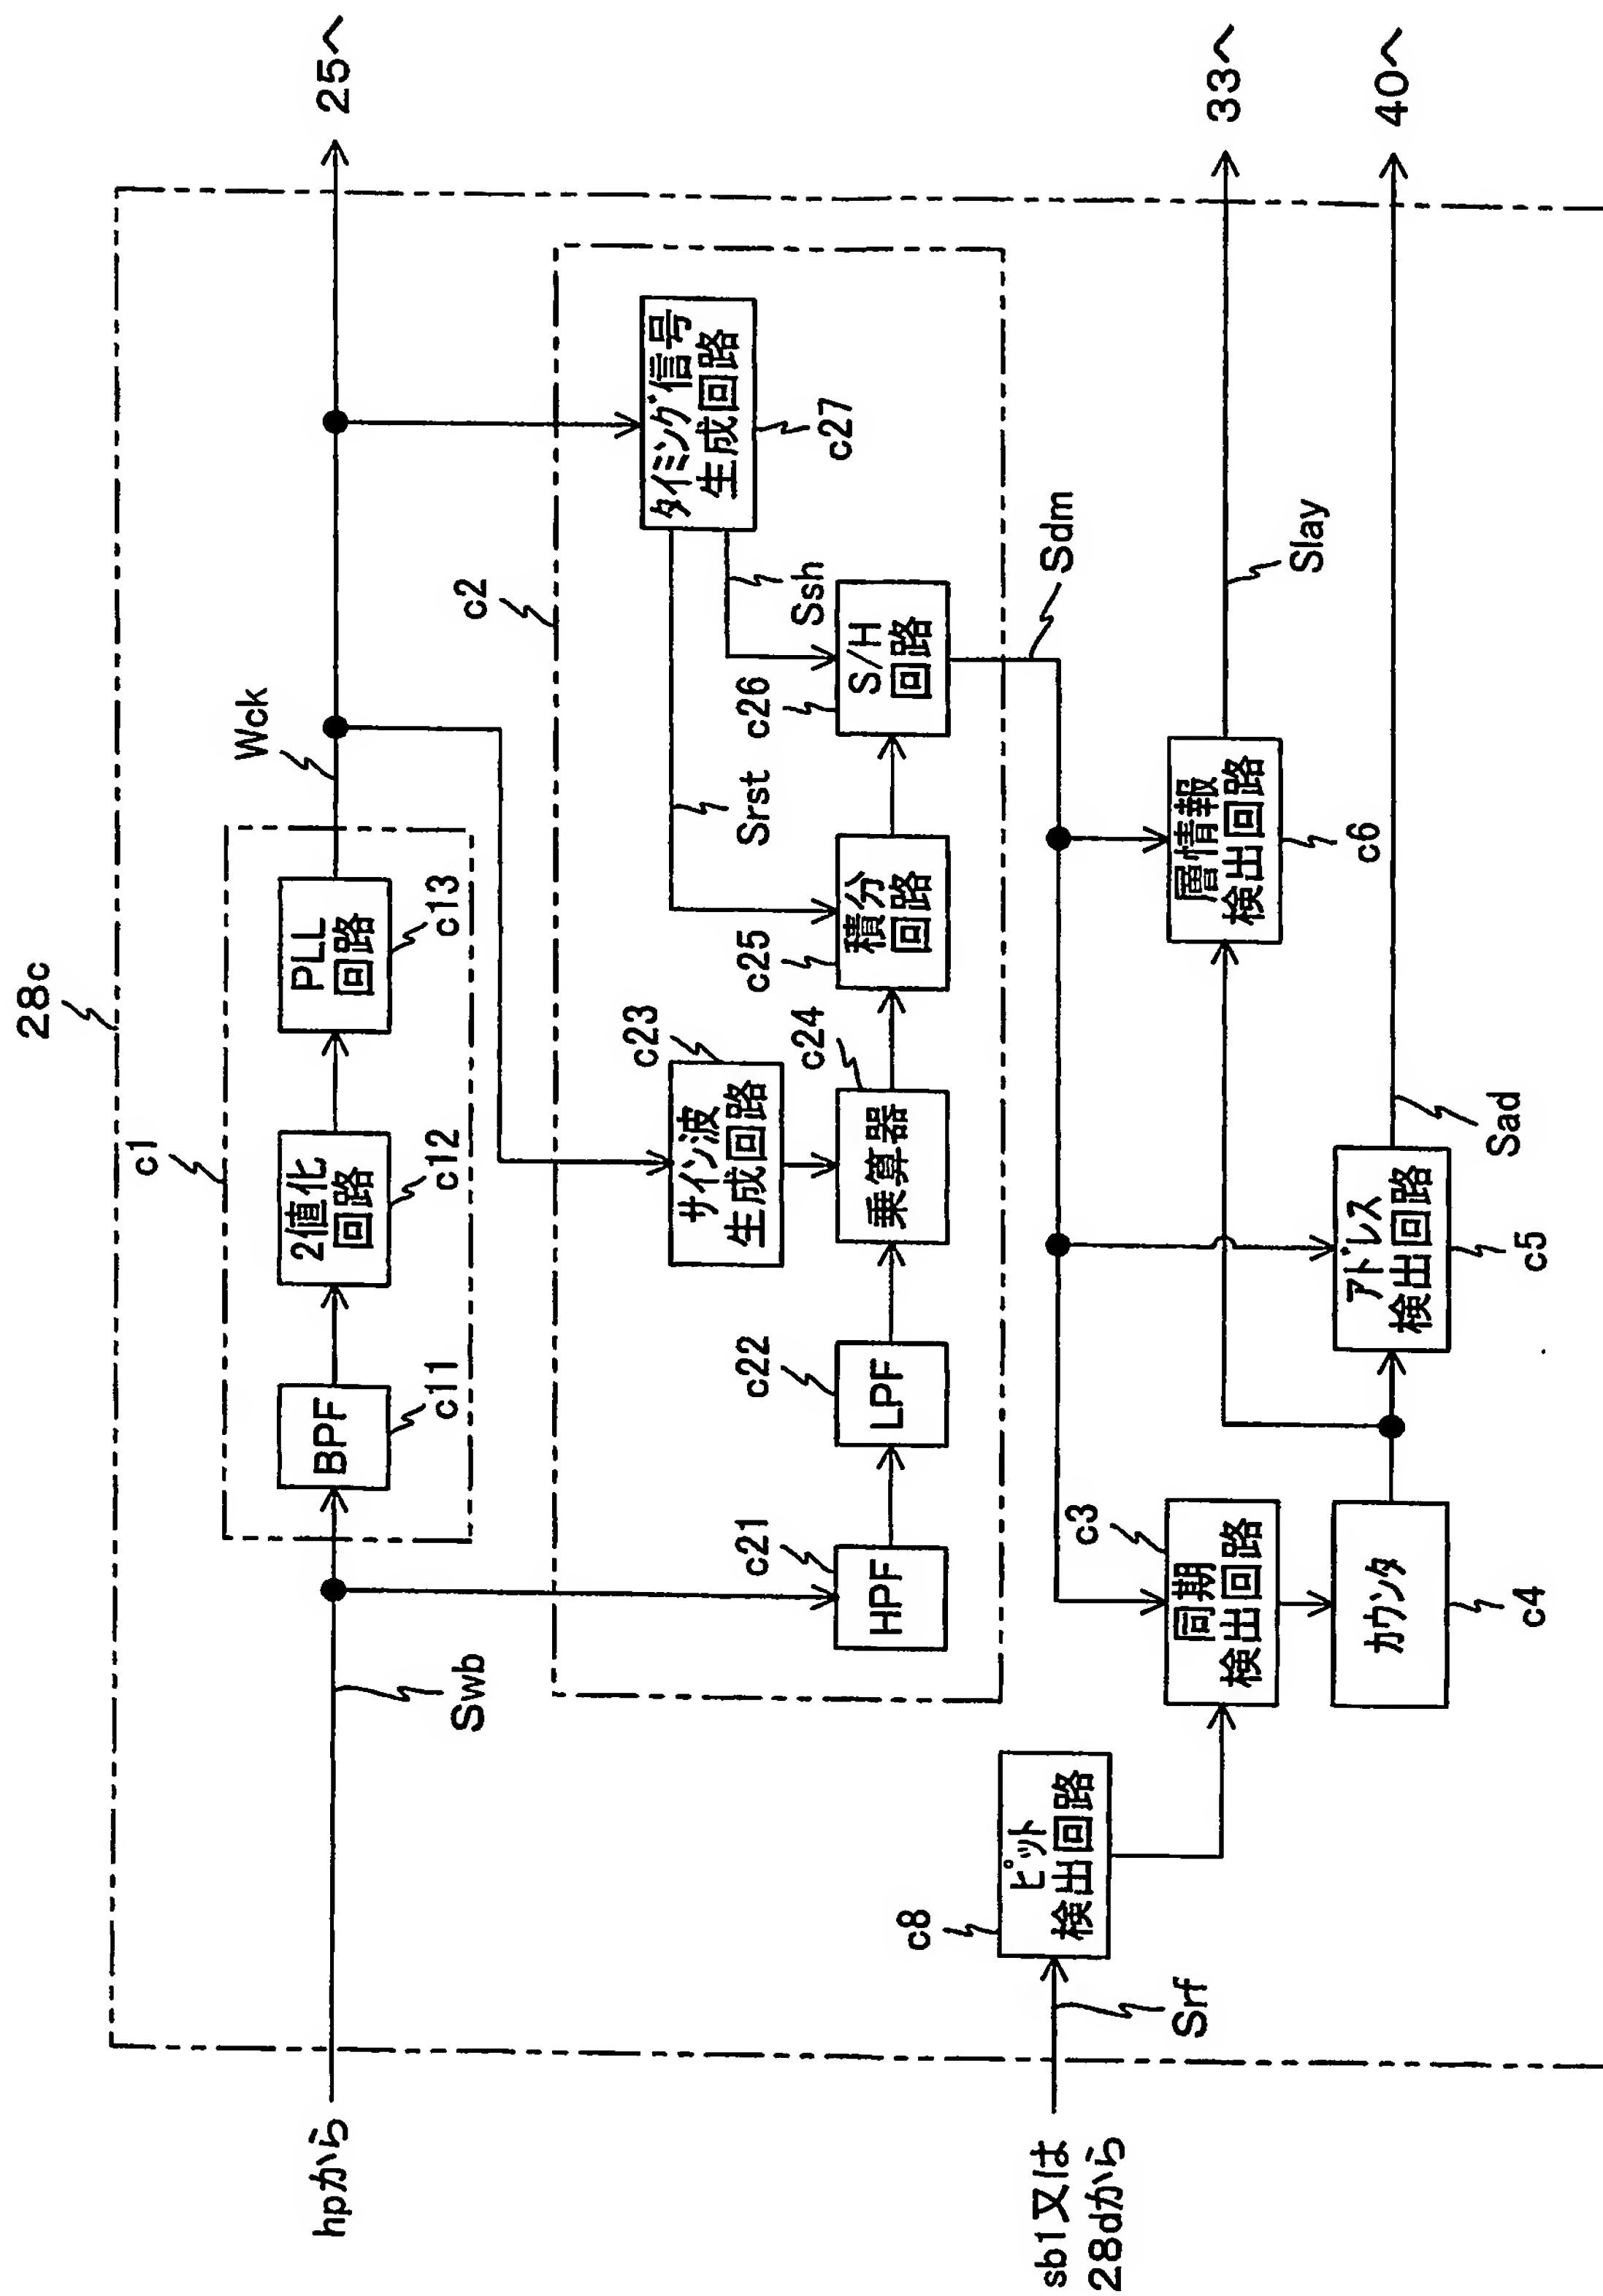 28c
hpから
Swb
c1
BPF
c11
2値化
回路
c12
PLL
回路
c13
Wck
25へ
c2
HPF
c21
LPF
c22
サイン波
生成回路
c23
乗算器
c24
積分
回路
c25
S/H
回路
c26
タイミング信号
生成回路
c27
Srst
Ssh
Sdm
sb1又は
28dから
Srf
ピット
検出回路
c8
同期
検出回路
c3
カウンタ
c4
アドレス
検出回路
c5
層情報
検出回路
c6
Slay
33へ
Sad
40へ